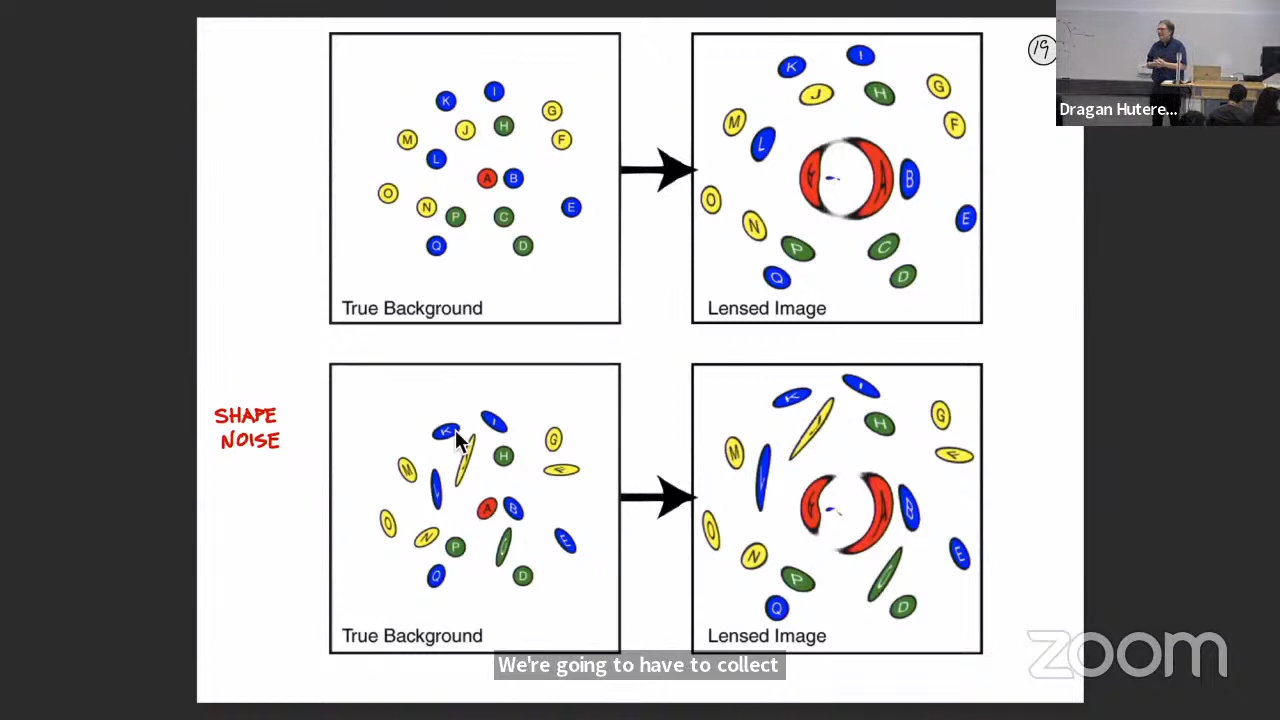 K
I
G
J
H
M
F
L
A
B
O
N
E
P
C
Q
D
True Background
K
I
J
H
G
M
F
L
A
B
O
N
E
P
C
Q
D
Lensed Image
19
Dragan Hutere...
SHAPE
NOISE
K
I
G
H
M
F
A
B
O
N
E
P
Q
D
True Background
K
I
J
H
G
M
F
B
O
N
E
P
Q
D
Lensed Image
We're going to have to collect
zoom